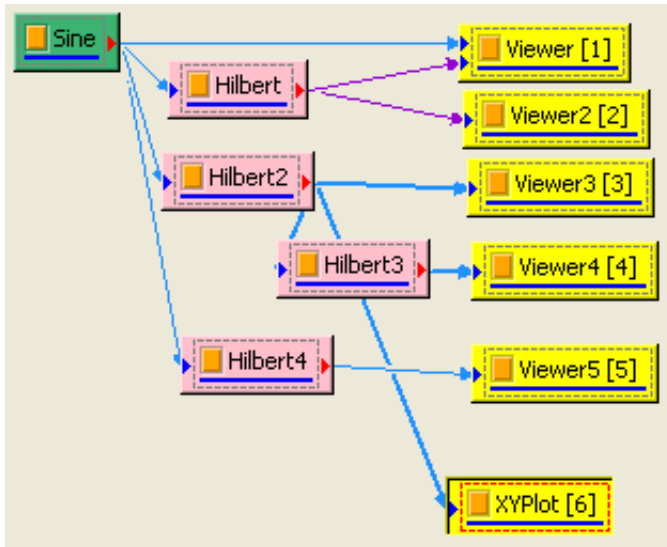 Sine
Viewer [1]
Hilbert
Viewer2 [2]
Hilbert2
Viewer3 [3]
Hilbert3
Viewer4 [4]
Hilbert4
Viewer5 [5]
XYPlot [6]